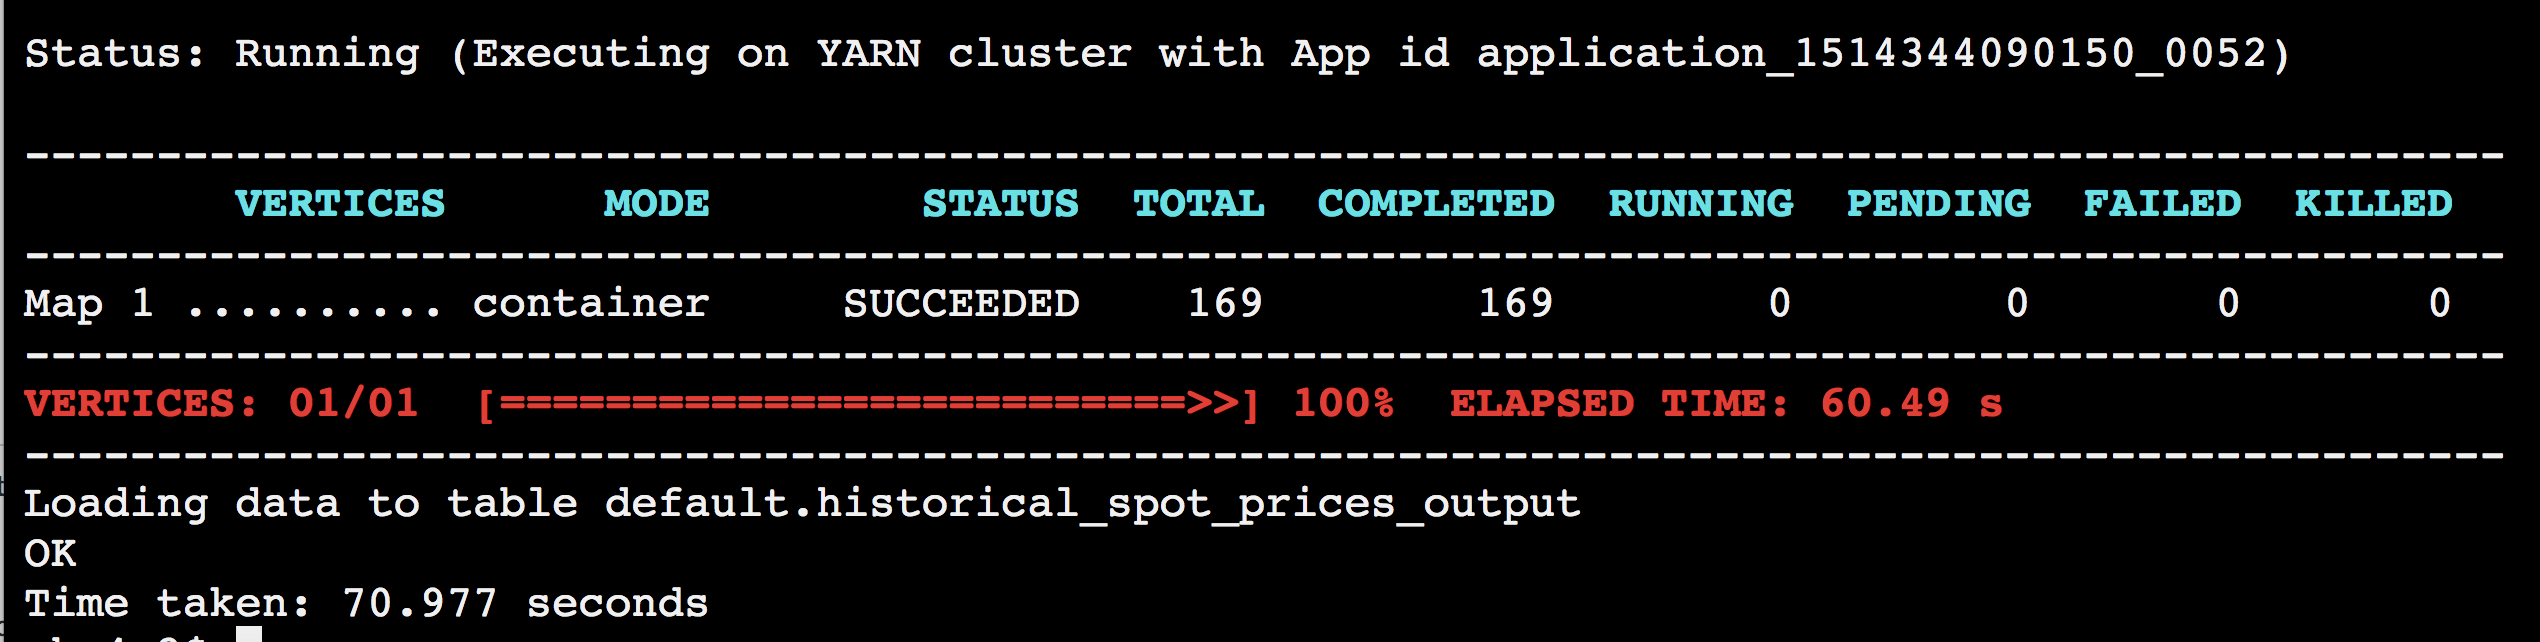 Status: Running (Executing on YARN cluster with App id application_1514344090150_0052)
----------------------------------------------------------------------------------------------
VERTICES MODE STATUS TOTAL COMPLETED RUNNING PENDING FAILED KILLED
----------------------------------------------------------------------------------------------
Map 1 .......... container SUCCEEDED 169 169 0 0 0 0
----------------------------------------------------------------------------------------------
VERTICES: 01/01 [==========================>>] 100% ELAPSED TIME: 60.49 s
----------------------------------------------------------------------------------------------
Loading data to table default.historical_spot_prices_output
OK
Time taken: 70.977 seconds